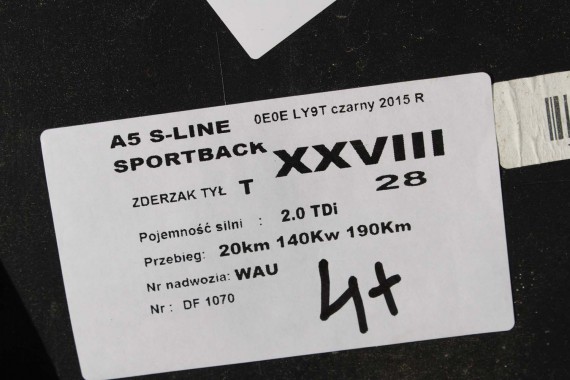 A5 S-LINE 0E0E LY9T czarny 2015 R
SPORTBACK XXVIII
ZDERZAK TYŁ T 28
Pojemność silni : 2.0 TDi
Przebieg: 20km 140Kw 190Km
Nr nadwozia: WAU
Nr : DF 1070
4+